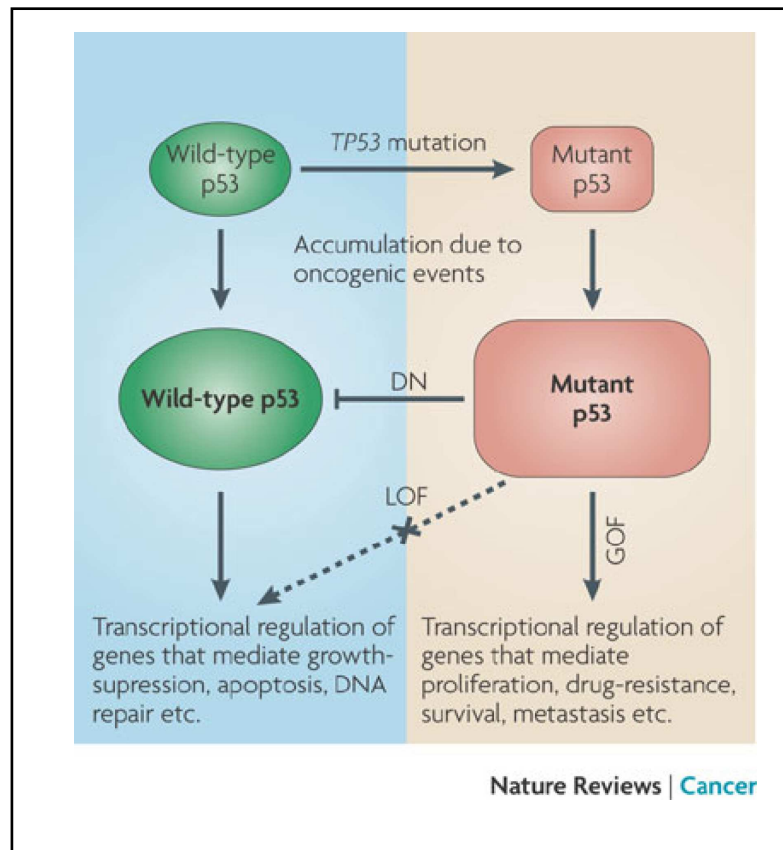 Wild-type
p53
TP53 mutation
Mutant
p53
Accumulation due to
oncogenic events
Wild-type p53
DN
Mutant
p53
LOF
GOF
Transcriptional regulation of
genes that mediate growth-
supression, apoptosis, DNA
repair etc.
Transcriptional regulation of
genes that mediate
proliferation, drug-resistance,
survival, metastasis etc.
Nature Reviews | Cancer